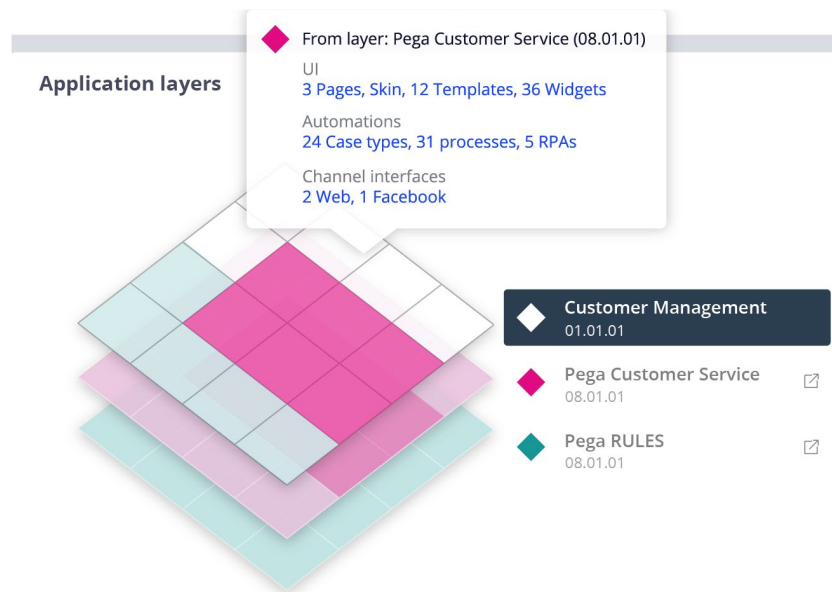 From layer: Pega Customer Service (08.01.01)
Application layers
UI
3 Pages, Skin, 12 Templates, 36 Widgets
Automations
24 Case types, 31 processes, 5 RPAs
Channel interfaces
2 Web, 1 Facebook
Customer Management
01.01.01
Pega Customer Service
08.01.01
Pega RULES
08.01.01